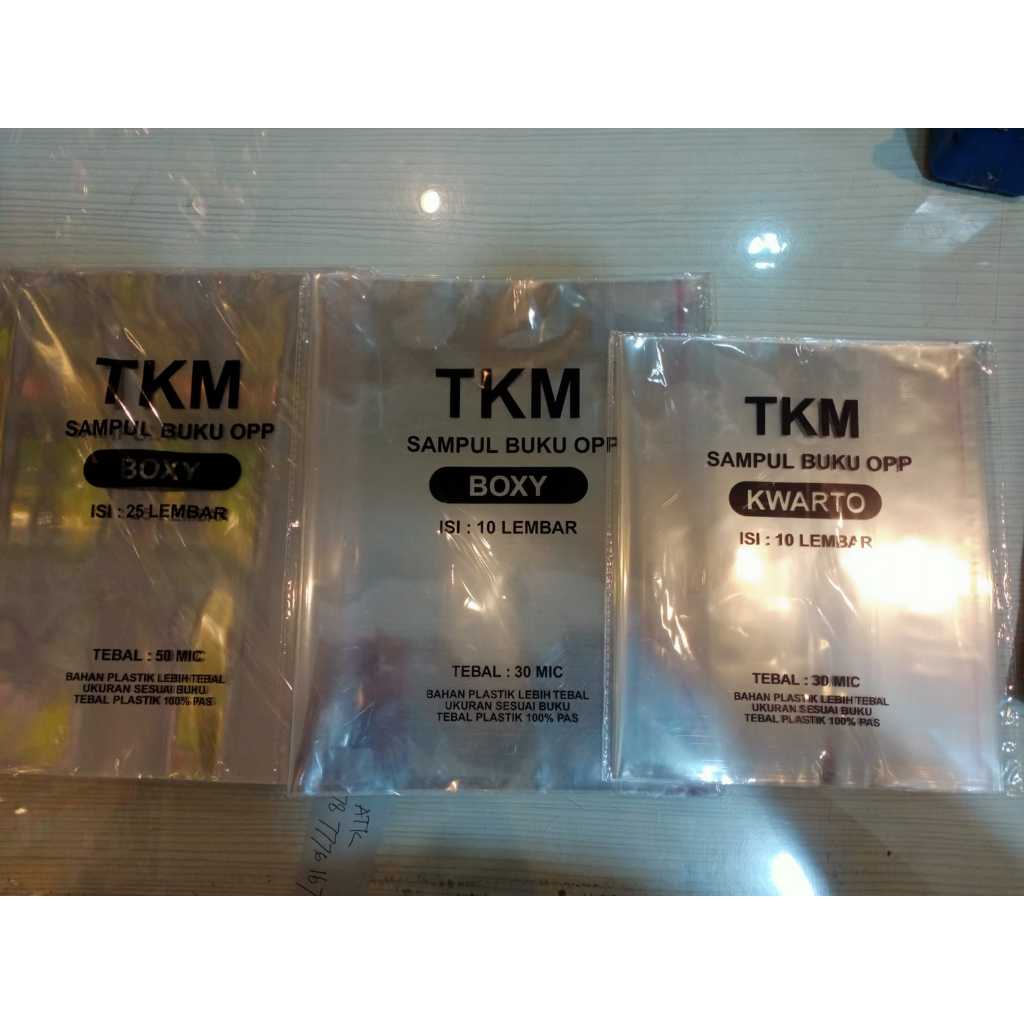 TKM
SAMPUL BUKU OPP
BOXY
ISI : 25 LEMBAR
TEBAL : 50 MIC
BAHAN PLASTIK LEBIH TEBAL
UKURAN SESUAI BUKU
TEBAL PLASTIK 100% PAS
TKM
SAMPUL BUKU OPP
BOXY
ISI : 10 LEMBAR
TEBAL : 30 MIC
BAHAN PLASTIK LEBIH TEBAL
UKURAN SESUAI BUKU
TEBAL PLASTIK 100% PAS
TKM
SAMPUL BUKU OPP
KWARTO
ISI : 10 LEMBAR
TEBAL : 30 MIC
BAHAN PLASTIK LEBIH TEBAL
UKURAN SESUAI BUKU
TEBAL PLASTIK 100% PAS
ATK